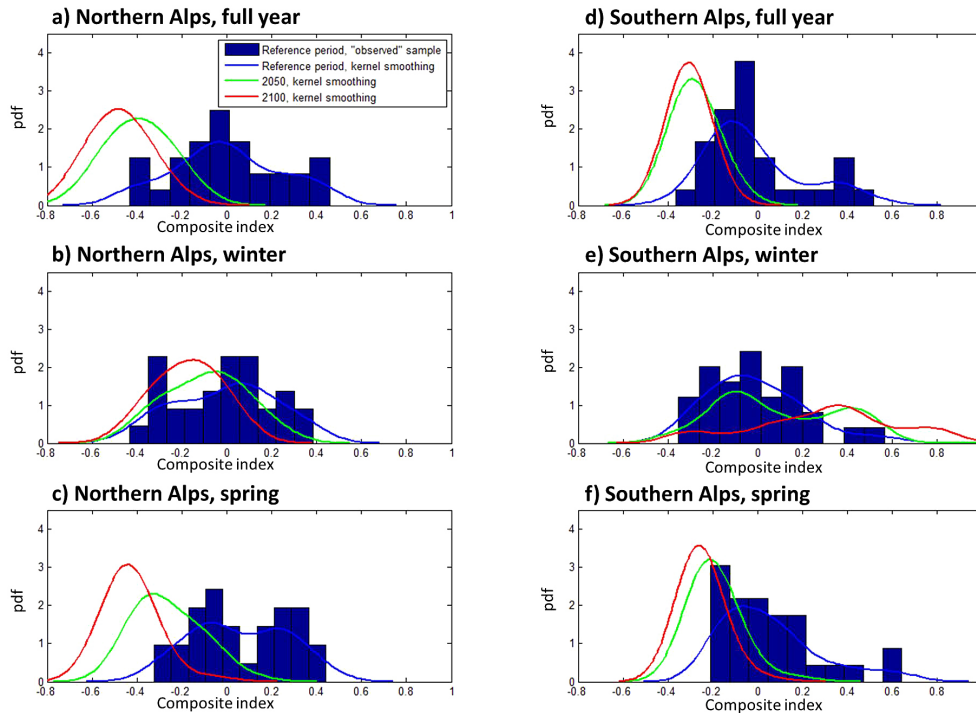 a) Northern Alps, full year
4
3
2
1
0
pdf
-0.8 -0.6 -0.4 -0.2 0 0.2 0.4 0.6 0.8 1
Composite index
Reference period, "observed" sample
Reference period, kernel smoothing
2050, kernel smoothing
2100, kernel smoothing
d) Southern Alps, full year
4
3
2
1
0
pdf
-0.8 -0.6 -0.4 -0.2 0 0.2 0.4 0.6 0.8
Composite index
b) Northern Alps, winter
4
3
2
1
0
pdf
-0.8 -0.6 -0.4 -0.2 0 0.2 0.4 0.6 0.8 1
Composite index
e) Southern Alps, winter
4
3
2
1
0
pdf
-0.8 -0.6 -0.4 -0.2 0 0.2 0.4 0.6 0.8
Composite index
c) Northern Alps, spring
4
3
2
1
0
pdf
-0.8 -0.6 -0.4 -0.2 0 0.2 0.4 0.6 0.8 1
Composite index
f) Southern Alps, spring
4
3
2
1
0
pdf
-0.8 -0.6 -0.4 -0.2 0 0.2 0.4 0.6 0.8
Composite index